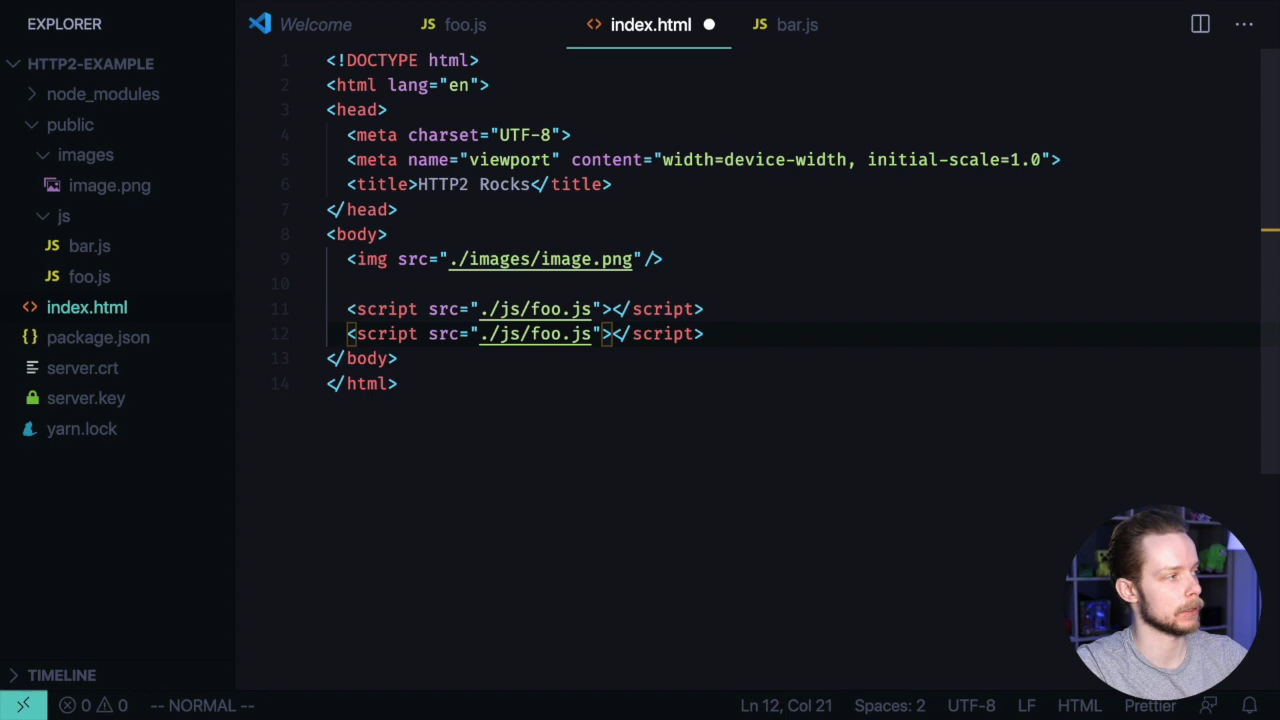 EXPLORER
HTTP2-EXAMPLE
node_modules
public
images
image.png
js
JS bar.js
JS foo.js
<> index.html
{} package.json
server.crt
server.key
yarn.lock
TIMELINE
Welcome JS foo.js <> index.html JS bar.js
1 <!DOCTYPE html>
2 <html lang="en">
3 <head>
4 <meta charset="UTF-8">
5 <meta name="viewport" content="width=device-width, initial-scale=1.0">
6 <title>HTTP2 Rocks</title>
7 </head>
8 <body>
9 <img src="./images/image.png"/>
10
11 <script src="./js/foo.js"></script>
12 <script src="./js/foo.js"></script>
13 </body>
14 </html>
0 0 -- NORMAL -- Ln 12, Col 21 Spaces: 2 UTF-8 LF HTML Prettier